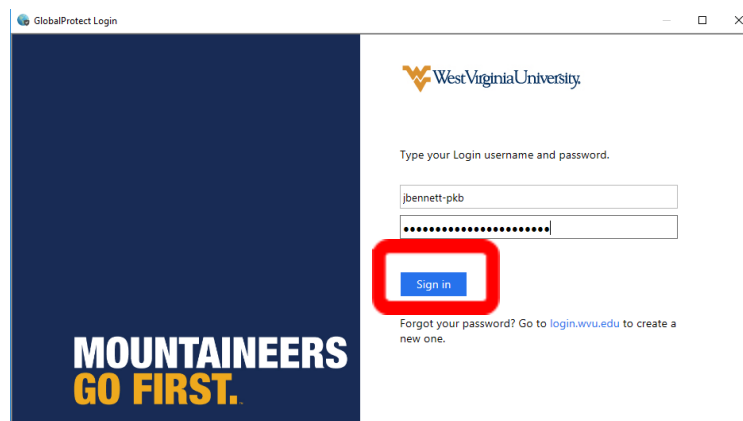 GlobalProtect Login
WestVirginiaUniversity.
Type your Login username and password.
jbennett-pkb
•••••••••••••••••••••••
Sign in
Forgot your password? Go to login.wvu.edu to create a
new one.
MOUNTAINEERS
GO FIRST.